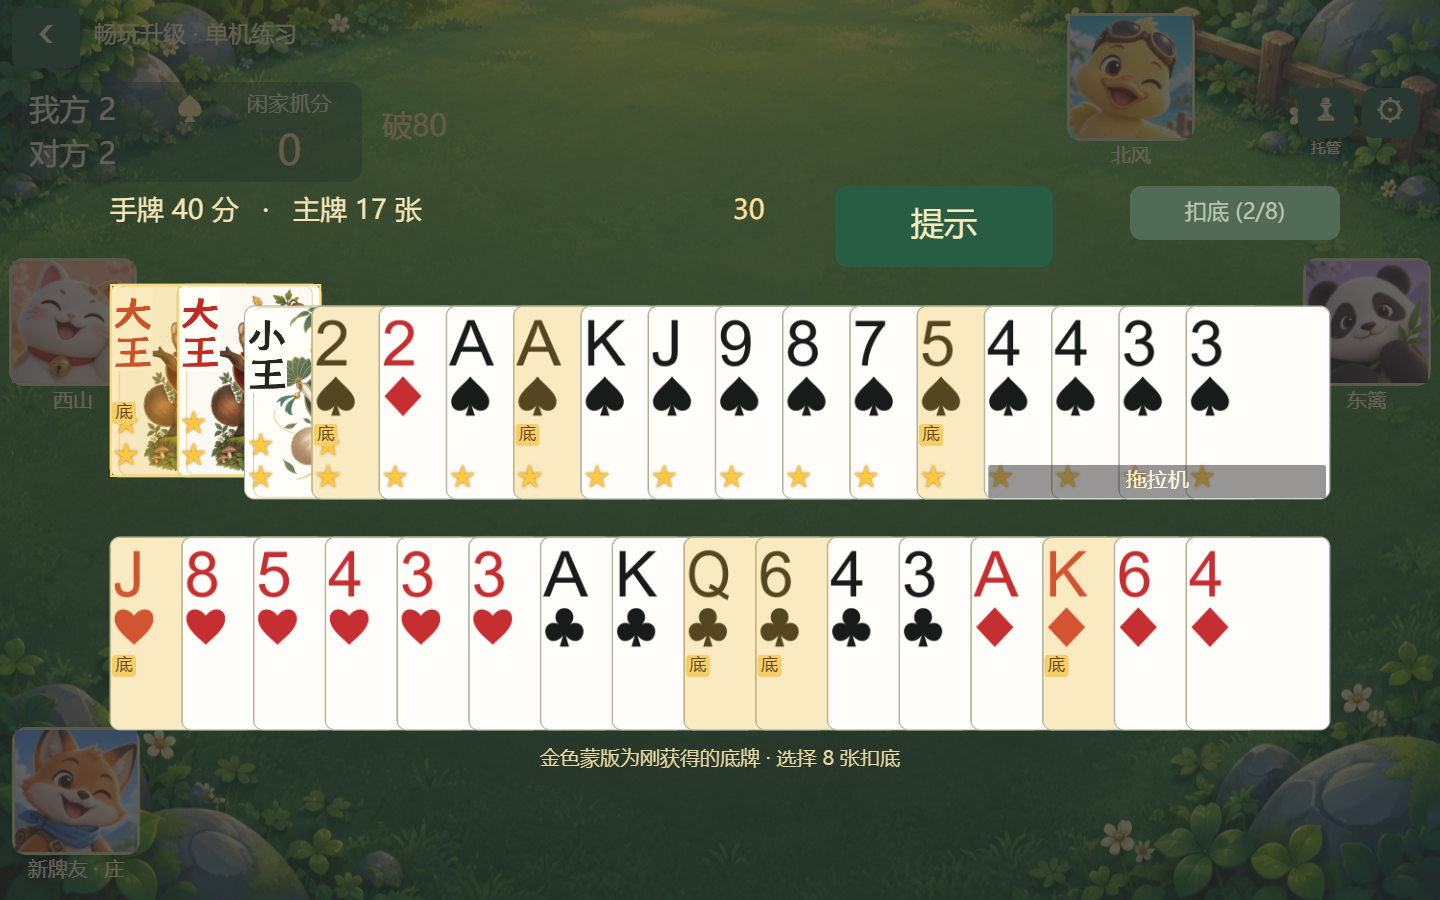 畅玩升级 · 单机练习
我方 2
对方 2
闲家抓分
0
破80
北风
托管
手牌 40 分 · 主牌 17 张
30
提示
扣底 (2/8)
西山
东篱
大王 底
大王
小王
2 底
2
A
A 底
K
J
9
8
7
5 底
4
4
3
3
拖拉机
J 底
8
5
4
3
3
A
K
Q 底
6 底
4
3
A
K 底
6
4
金色蒙版为刚获得的底牌 · 选择 8 张扣底
新牌友 · 庄